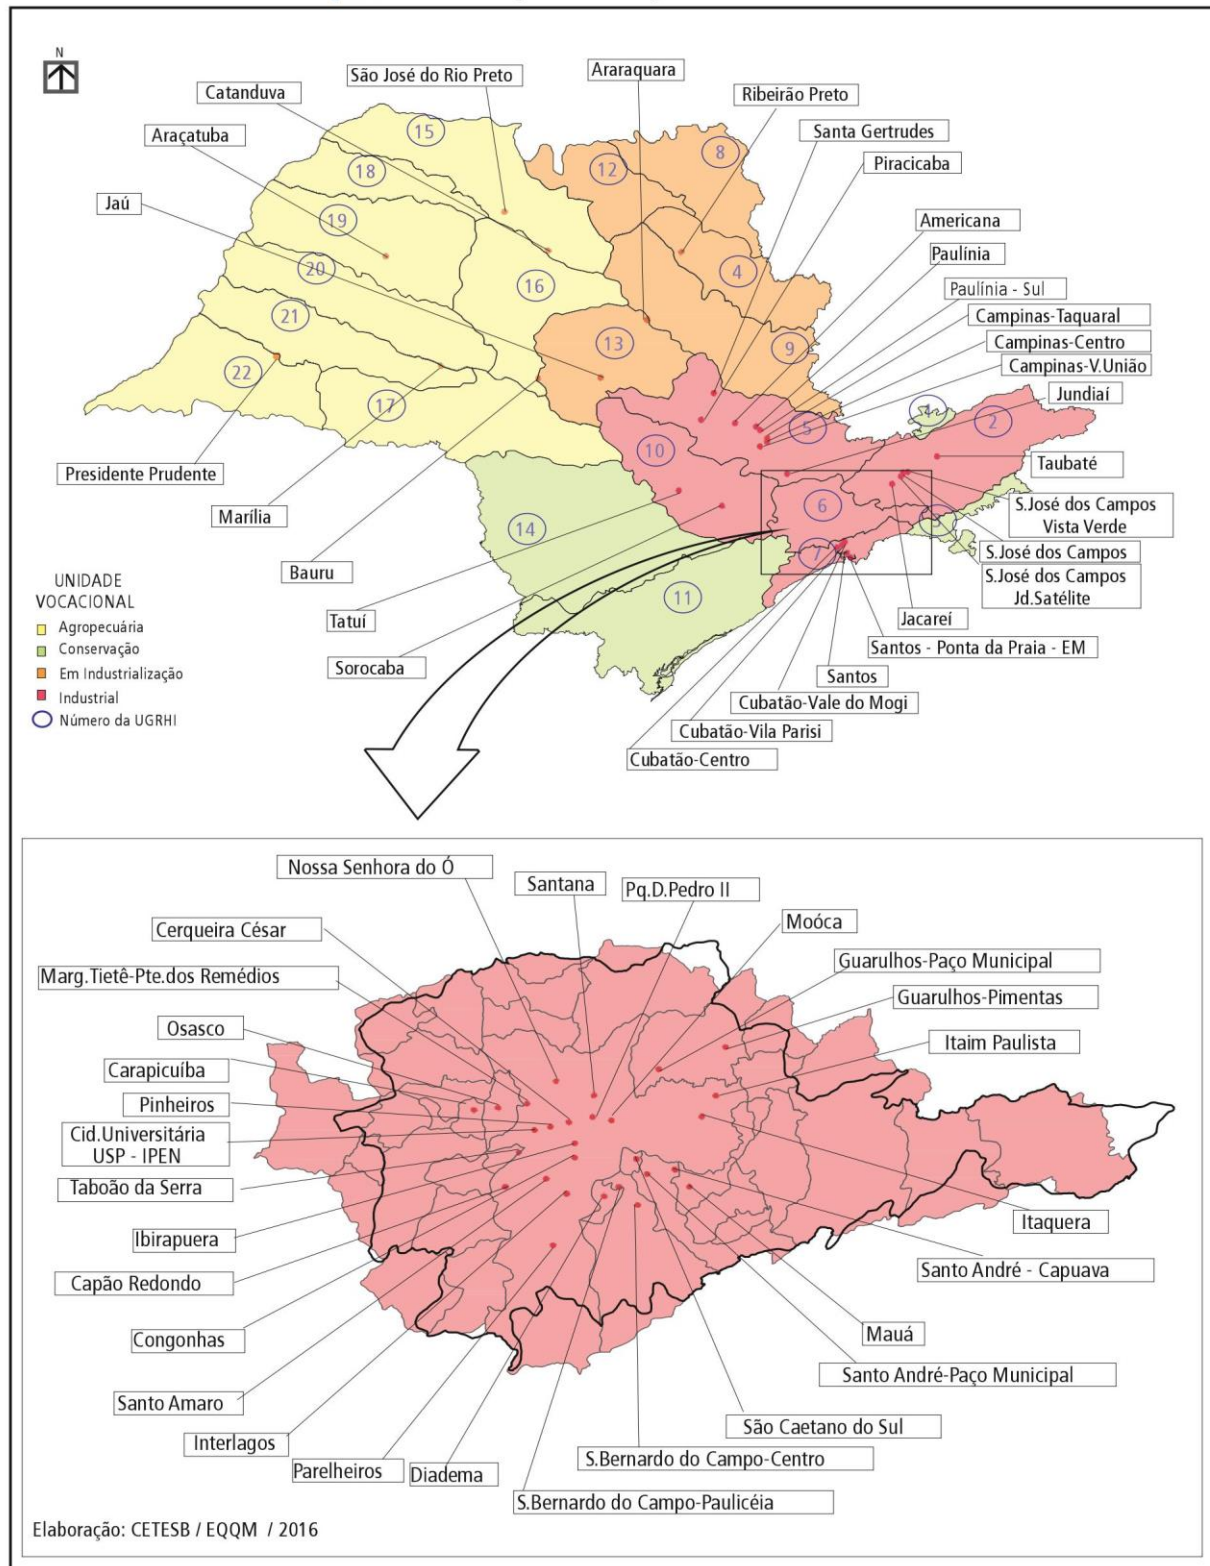 N
São José do Rio Preto
Araraquara
Catanduva
Ribeirão Preto
Araçatuba
Santa Gertrudes
Piracicaba
Jaú
Americana
Paulínia
Paulínia - Sul
Campinas-Taquaral
Campinas-Centro
Campinas-V.União
Jundiaí
15
8
12
18
19
4
20
16
21
13
9
22
17
1
5
2
10
6
3
14
7
11
Presidente Prudente
Taubaté
Marília
S.José dos Campos
Vista Verde
Bauru
S.José dos Campos
S.José dos Campos
Jd.Satélite
Tatuí
Jacareí
Santos - Ponta da Praia - EM
Sorocaba
Santos
Cubatão-Vale do Mogi
Cubatão-Vila Parisi
Cubatão-Centro
UNIDADE
VOCACIONAL
Agropecuária
Conservação
Em Industrialização
Industrial
Número da UGRHI
Nossa Senhora do Ó
Santana
Pq.D.Pedro II
Moóca
Cerqueira César
Guarulhos-Paço Municipal
Marg.Tietê-Pte.dos Remédios
Guarulhos-Pimentas
Osasco
Itaim Paulista
Carapicuíba
Pinheiros
Cid.Universitária
USP - IPEN
Taboão da Serra
Itaquera
Ibirapuera
Santo André - Capuava
Capão Redondo
Mauá
Congonhas
Santo André-Paço Municipal
Santo Amaro
São Caetano do Sul
Interlagos
S.Bernardo do Campo-Centro
Parelheiros
Diadema
S.Bernardo do Campo-Paulicéia
Elaboração: CETESB / EQQM / 2016